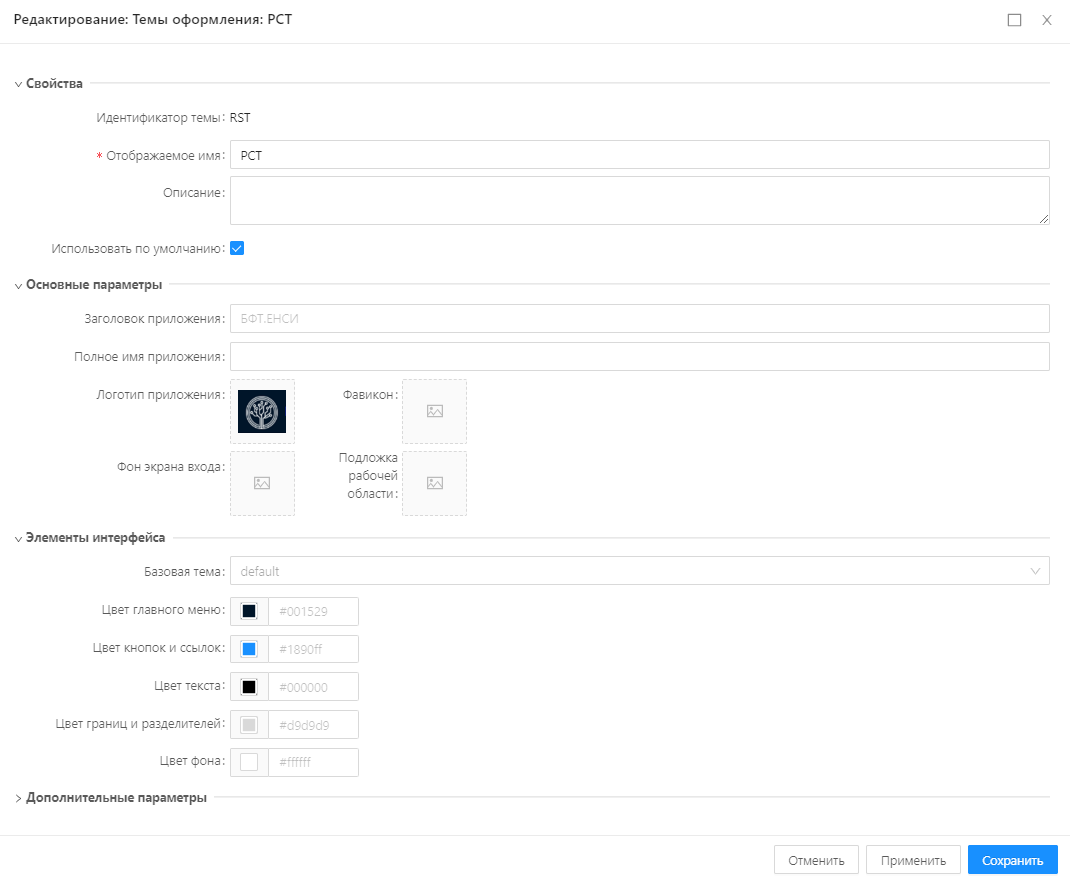 Редактирование: Темы оформления: РСТ
Свойства
Идентификатор темы: RST
* Отображаемое имя: РСТ
Описание:
Использовать по умолчанию:
Основные параметры
Заголовок приложения: БФТ.ЕНСИ
Полное имя приложения:
Логотип приложения: Фавикон:
Фон экрана входа: Подложка
рабочей
области:
Элементы интерфейса
Базовая тема: default
Цвет главного меню: #001529
Цвет кнопок и ссылок: #1890ff
Цвет текста: #000000
Цвет границ и разделителей: #d9d9d9
Цвет фона: #ffffff
Дополнительные параметры
Отменить Применить Сохранить